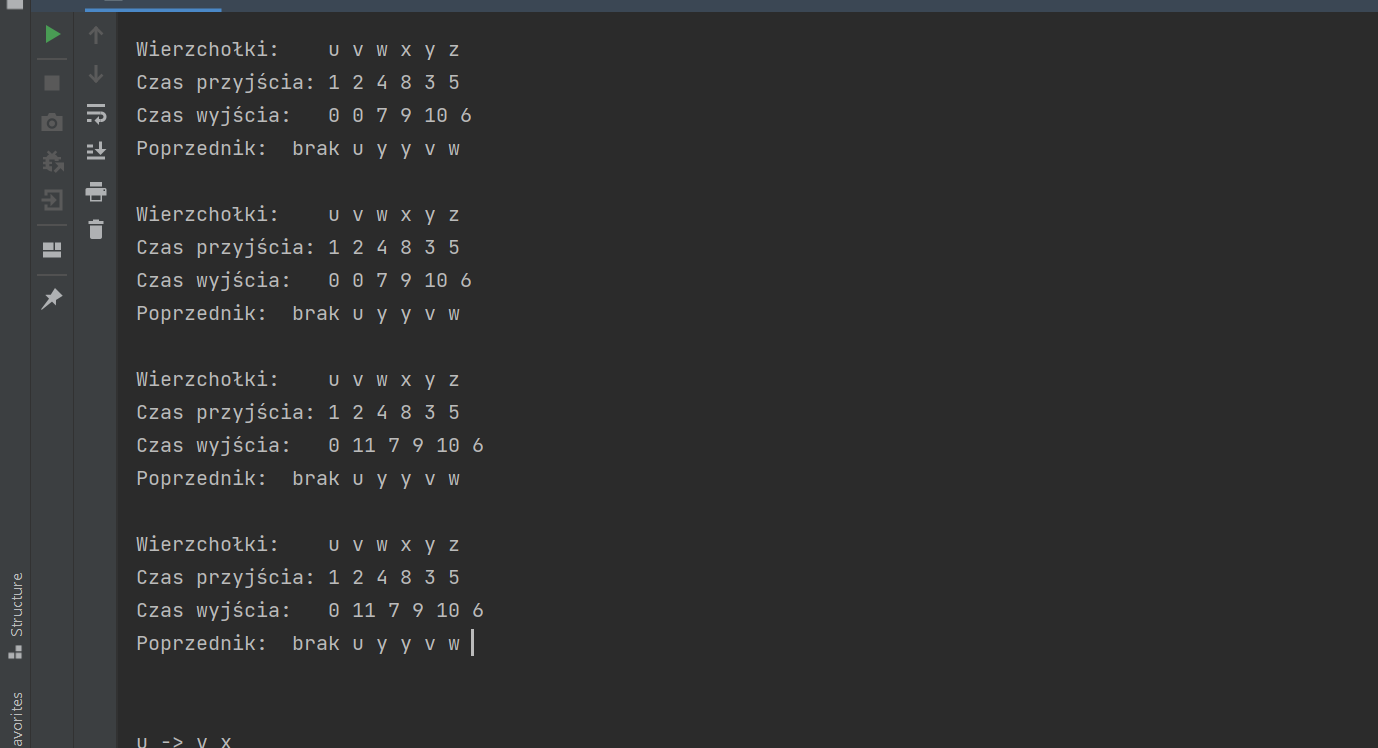 Wierzchołki:    u v w x y z
Czas przyjścia: 1 2 4 8 3 5
Czas wyjścia:   0 0 7 9 10 6
Poprzednik:  brak u y y v w
Wierzchołki:    u v w x y z
Czas przyjścia: 1 2 4 8 3 5
Czas wyjścia:   0 0 7 9 10 6
Poprzednik:  brak u y y v w
Wierzchołki:    u v w x y z
Czas przyjścia: 1 2 4 8 3 5
Czas wyjścia:   0 11 7 9 10 6
Poprzednik:  brak u y y v w
Wierzchołki:    u v w x y z
Czas przyjścia: 1 2 4 8 3 5
Czas wyjścia:   0 11 7 9 10 6
Poprzednik:  brak u y y v w
u -> v x
Structure
avorites